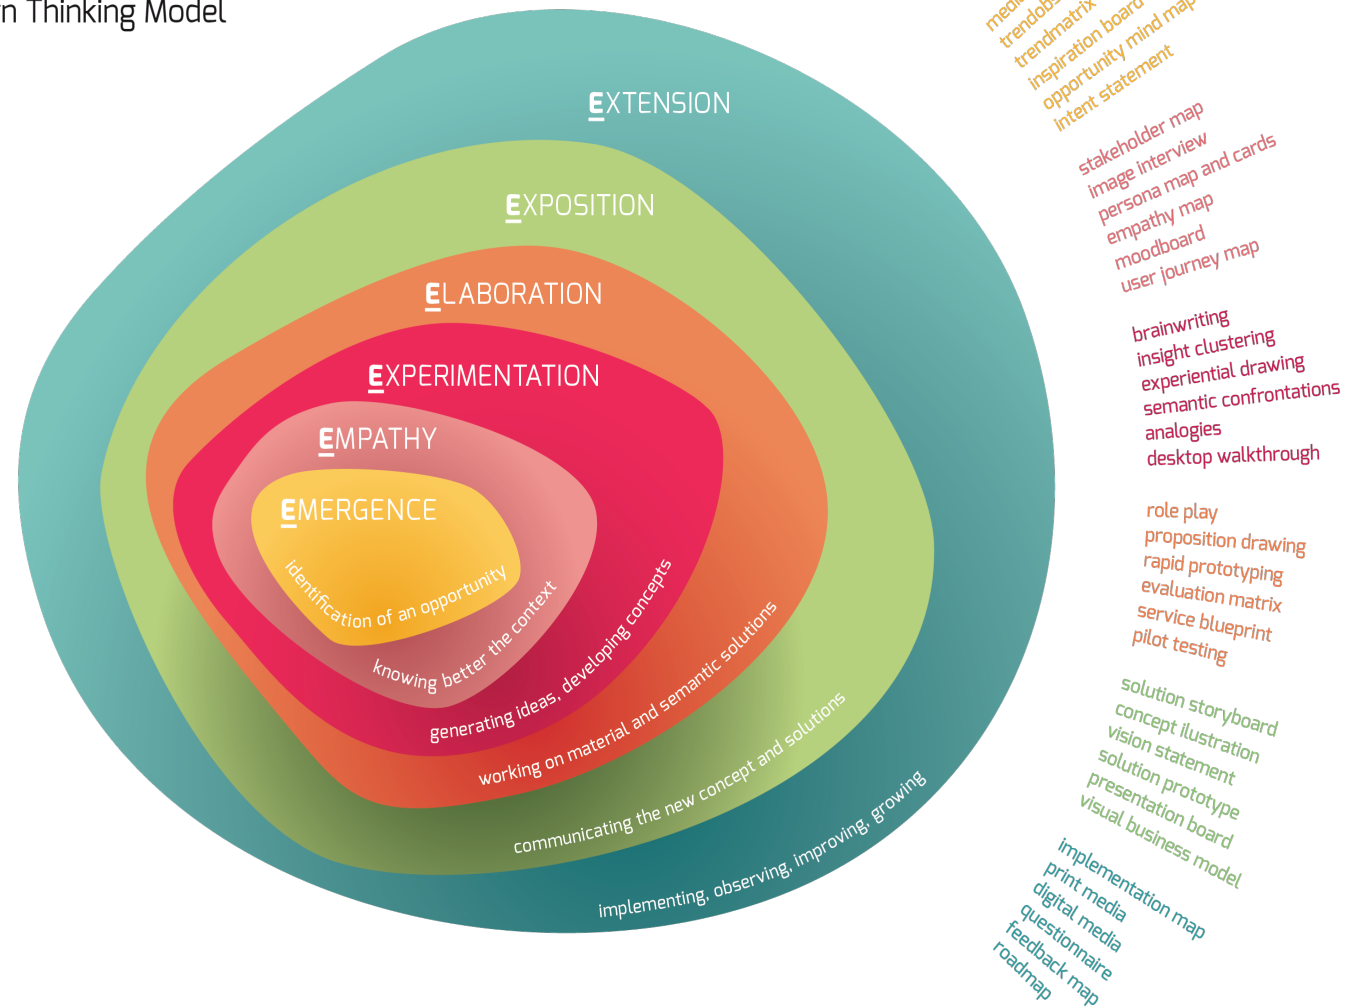 Thinking Model
EXTENSION
EXPOSITION
ELABORATION
EXPERIMENTATION
EMPATHY
EMERGENCE
identification of an opportunity
knowing better the context
generating ideas, developing concepts
working on material and semantic solutions
communicating the new concept and solutions
implementing, observing, improving, growing
trendmatrix
inspiration board
opportunity mind map
intent statement
stakeholder map
image interview
persona map and cards
empathy map
moodboard
user journey map
brainwriting
insight clustering
experiential drawing
semantic confrontations
analogies
desktop walkthrough
role play
proposition drawing
rapid prototyping
evaluation matrix
service blueprint
pilot testing
solution storyboard
concept illustration
vision statement
solution prototype
presentation board
visual business model
implementation map
print media
digital media
questionnaire
feedback map
roadmap